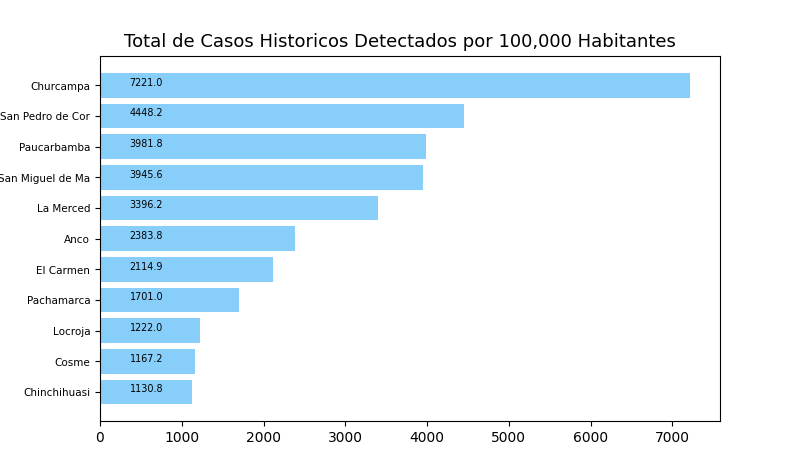 Total de Casos Historicos Detectados por 100,000 Habitantes
Churcampa 7221.0
San Pedro de Cor 4448.2
Paucarbamba 3981.8
San Miguel de Ma 3945.6
La Merced 3396.2
Anco 2383.8
El Carmen 2114.9
Pachamarca 1701.0
Locroja 1222.0
Cosme 1167.2
Chinchihuasi 1130.8
0 1000 2000 3000 4000 5000 6000 7000